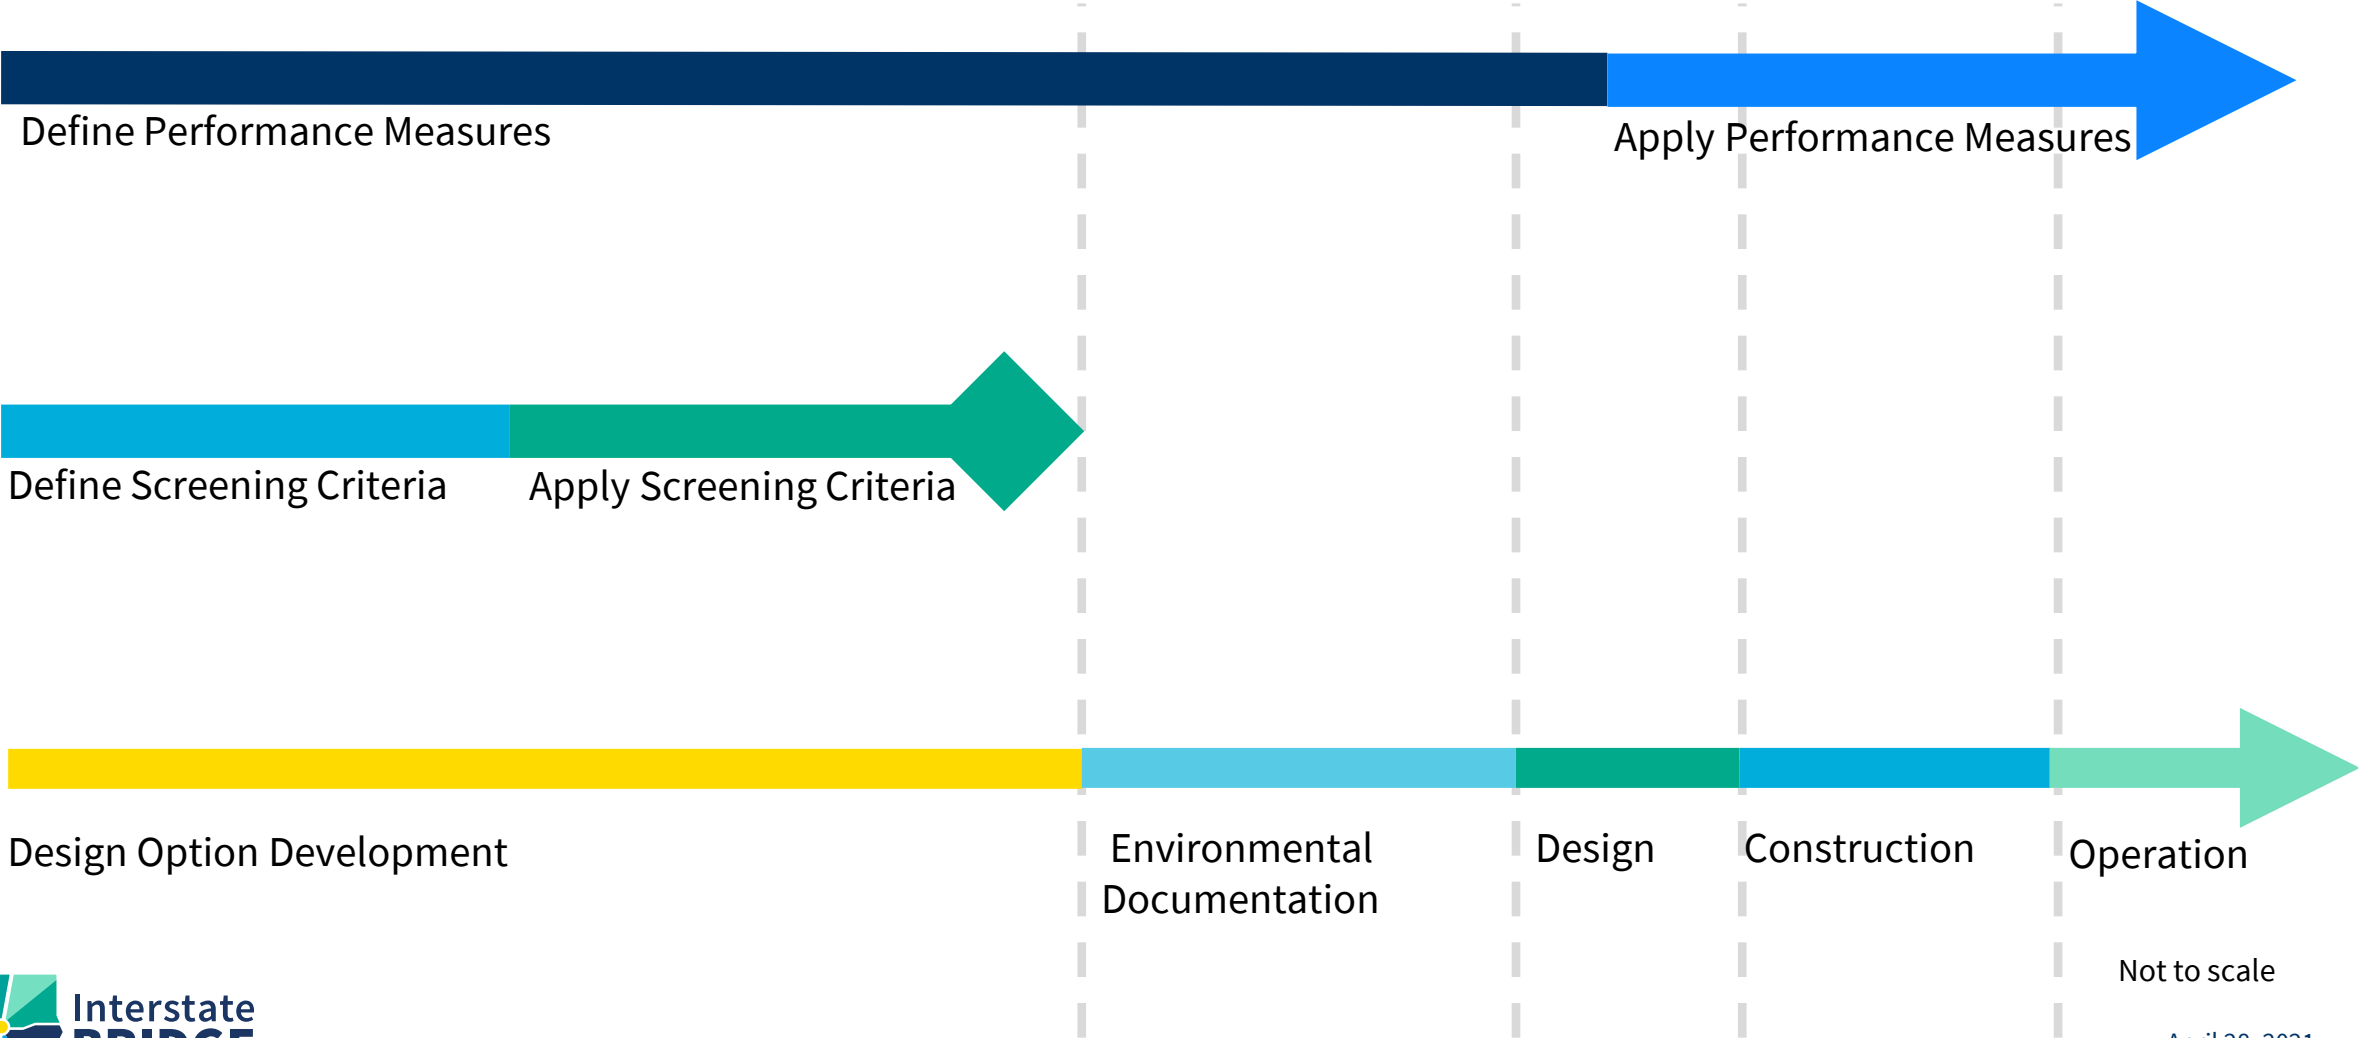 Define Performance Measures
Apply Performance Measures
Define Screening Criteria
Apply Screening Criteria
Design Option Development
Environmental
Documentation
Design
Construction
Operation
Not to scale
Interstate
BRIDGE